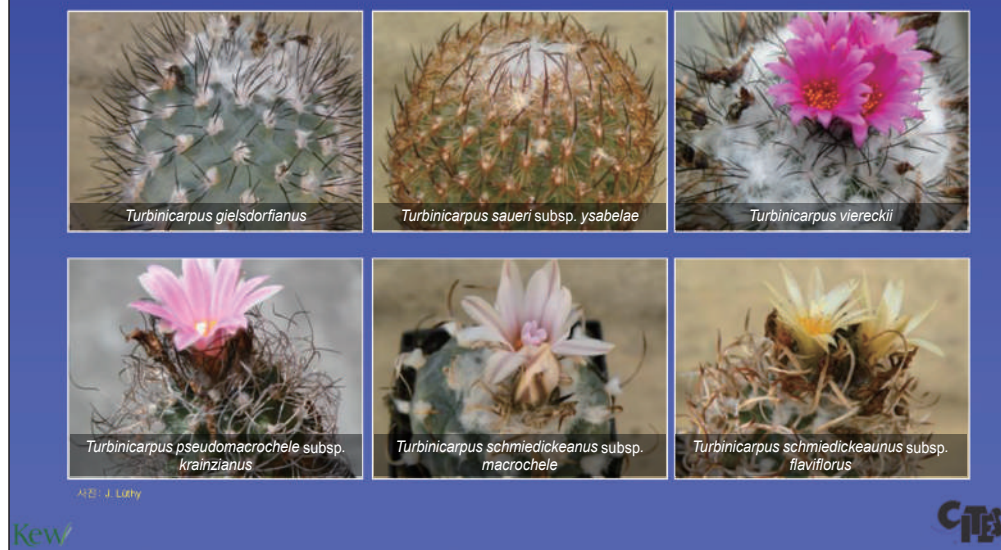 Turbinicarpus gielsdorfianus
Turbinicarpus saueri subsp. ysabelae
Turbinicarpus viereckii
Turbinicarpus pseudomacrochele subsp.
krainzianus
Turbinicarpus schmiedickeanus subsp.
macrochele
Turbinicarpus schmiedickeaunus subsp.
flaviflorus
사진: J. Lüthy
Kew
CITES